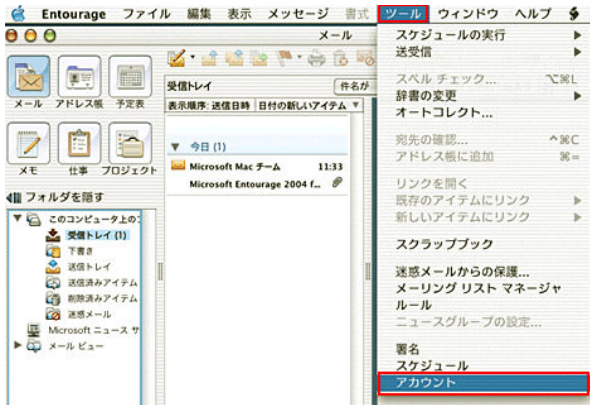 Entourage ファイル 編集 表示 メッセージ 書式 ツール ウィンドウ ヘルプ
メール
メール アドレス帳 予定表
メモ 仕事 プロジェクト
フォルダを隠す
このコンピュータ上の
受信トレイ (1)
下書き
送信トレイ
送信済みアイテム
削除済みアイテム
迷惑メール
Microsoft ニュース サ
メール ビュー
受信トレイ 件名が
表示順序: 送信日時 日付の新しいアイテム ▼
▼ 今日 (1)
Microsoft Mac チーム 11:33
Microsoft Entourage 2004 f...
スケジュールの実行 ▶
送受信 ▶
スペル チェック... ⌥⌘L
辞書の変更 ▶
オートコレクト...
宛先の確認... ^⌘C
アドレス帳に追加 ⌘=
リンクを開く
既存のアイテムにリンク ▶
新しいアイテムにリンク ▶
スクラップブック
迷惑メールからの保護...
メーリング リスト マネージャ
ルール
ニュースグループの設定...
署名
スケジュール
アカウント